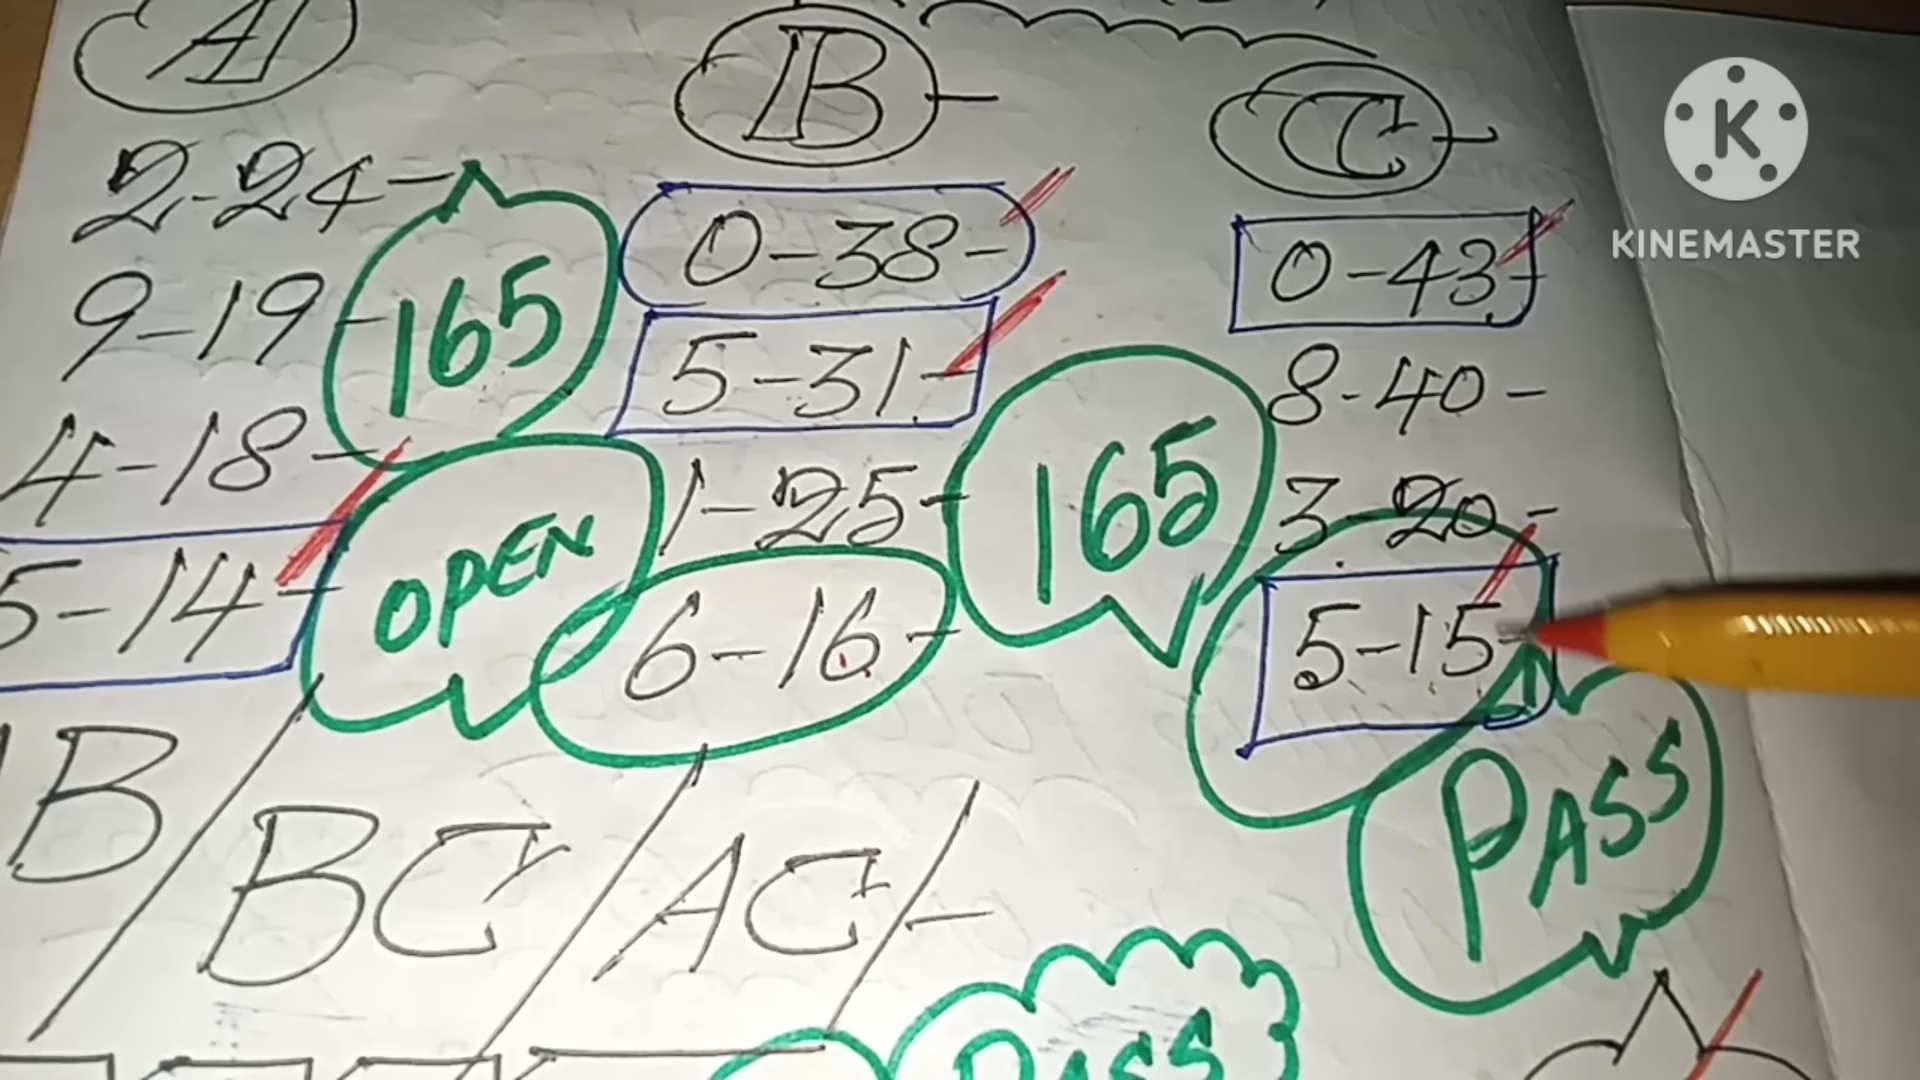 A B C
2-24- 0-38- 0-43-
9-19- 165 5-31- 8-40-
4-18- 1-25- 165 3-20-
5-14- OPEN 6-16- 5-15-
PASS
B/BC/AC/-
PASS
K
KINEMASTER